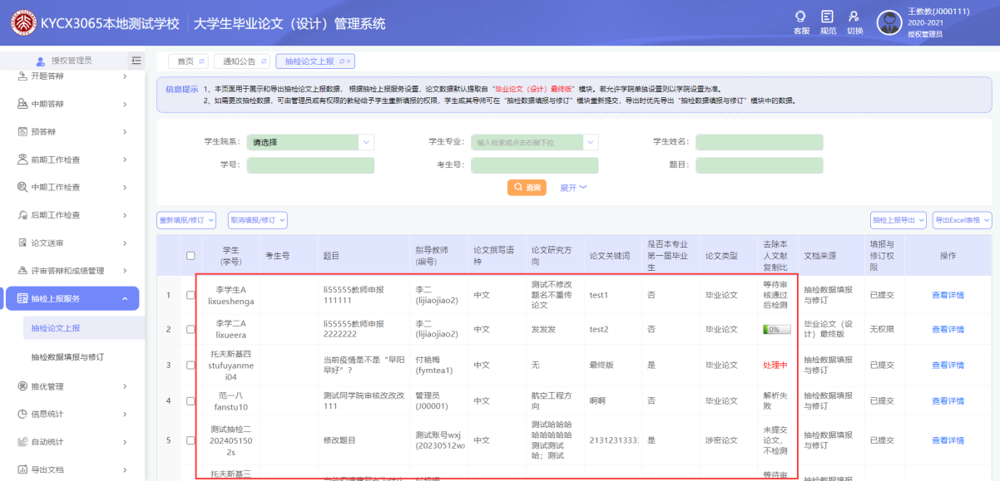 KYCX3065本地测试学校 大学生毕业论文（设计）管理系统
客服 规范 切换
王教教(J000111)
2020-2021
授权管理员
授权管理员
首页 通知公告 抽检论文上报
开题答辩
中期答辩
预答辩
前期工作检查
中期工作检查
后期工作检查
论文送审
评审答辩和成绩管理
抽检上报服务
抽检论文上报
抽检数据填报与修订
推优管理
信息统计
自动统计
导出文档
信息提示 1、本页面用于展示和导出抽检论文上报数据， 根据抽检上报服务设置，论文数据默认提取自“毕业论文（设计）最终版”模块。若允许学院单独设置则以学院设置为准。
2、如需更改抽检数据，可由管理员或有权限的教秘给予学生重新填报的权限，学生或其导师可在“抽检数据填报与修订”模块重新提交，导出时优先导出“抽检数据填报与修订”模块中的数据。
学生院系： 请选择 学生专业： 输入检索或点击右侧下拉 学生姓名：
学号： 考生号： 题目：
查询 展开
重新填报/修订 取消填报/修订 抽检上报导出 导出Excel表格
学生
(学号)
考生号
题目
指导教师
(编号)
论文撰写语
种
论文研究方
向
论文关键词
是否本专业
第一届毕业
生
论文类型
去除本
人文献
复制比
文档来源
填报与
修订权
限
操作
1
李学生A
lixueshenga
li55555教师申报
111111
李二
(lijiaojiao2)
中文
测试不修改
题名不重传
论文
test1
否
毕业论文
等待审
核通过
后检测
抽检数据填报
与修订
已提交
查看详情
2
李学二A
lixueera
li55555教师申报
2222222
李二
(lijiaojiao2)
中文
发发发
test2
否
毕业论文
0%
毕业论文（设
计）最终版
无权限
查看详情
3
托夫斯基四
stufuyanme
i04
当前疫情是不是“早阳
早好”？
付艳梅
(fymtea1)
中文
无
最终版
是
毕业论文
处理中
抽检数据填报
与修订
已提交
查看详情
4
范一八
fanstu10
测试同学院审核改改改
111
管理员
(J00001)
中文
航空工程方
向
啊啊
否
毕业论文
解析失
败
抽检数据填报
与修订
已提交
查看详情
5
测试抽检二
202405150
2s
修改题目
测试账号wxj
(20230512wx
中文
测试哈哈哈
哈哈哈哈哈
测试测试
哈；测试
2131231333
是
涉密论文
未提交
论文，
不检测
抽检数据填报
与修订
已提交
查看详情
托夫斯基三
等待审